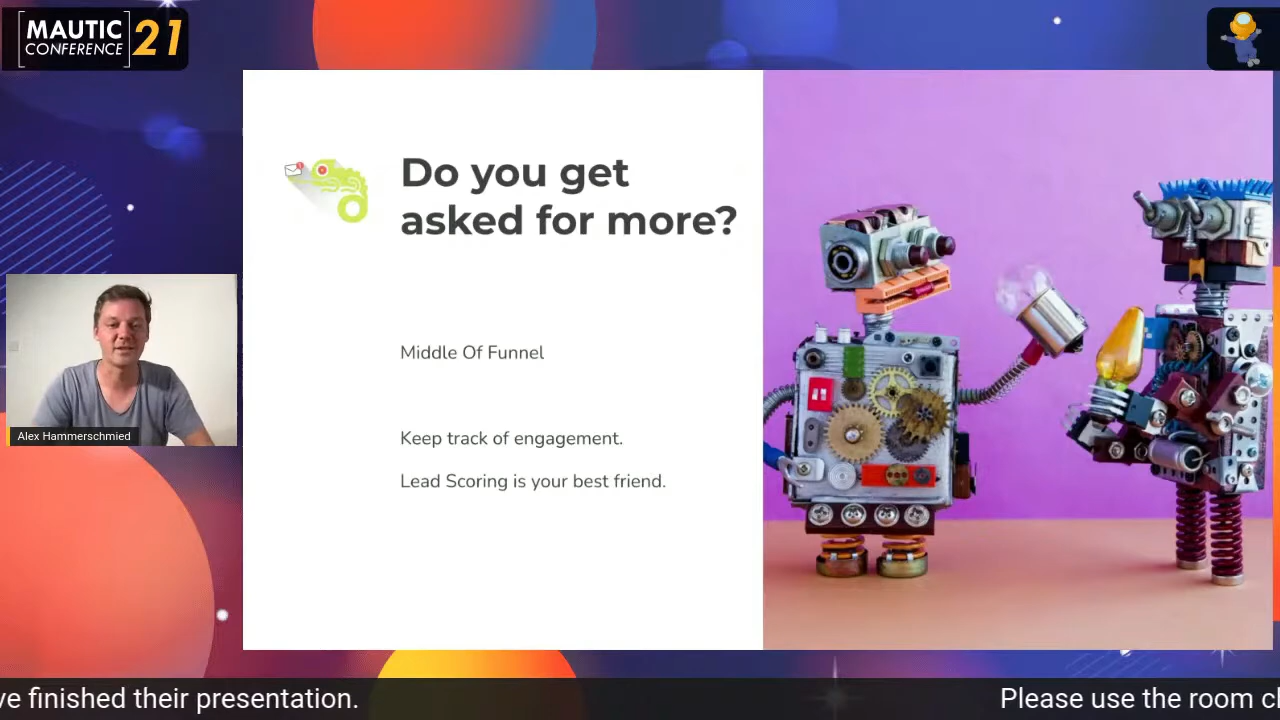 MAUTIC
CONFERENCE 21
Do you get
asked for more?
Middle Of Funnel
Alex Hammerschmied
Keep track of engagement.
Lead Scoring is your best friend.
finished their presentation.
Please use the room